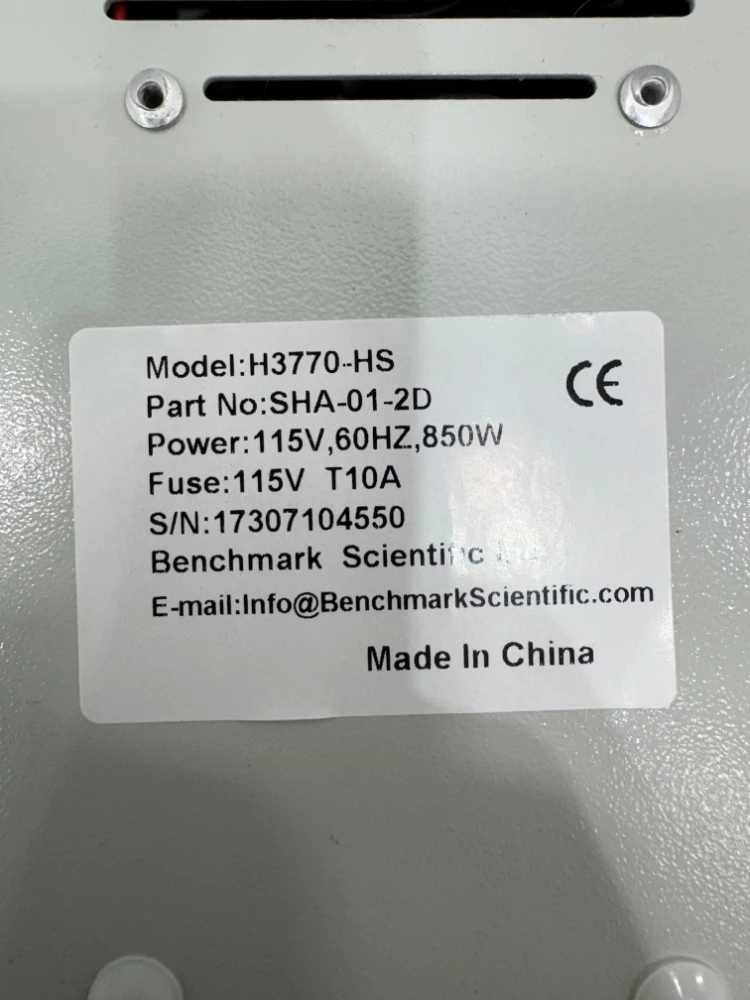 Model:H3770-HS
CE
Part No:SHA-01-2D
Power:115V,60HZ,850W
Fuse:115V T10A
S/N:17307104550
Benchmark Scientific
E-mail:Info@BenchmarkScientific.com
Made In China